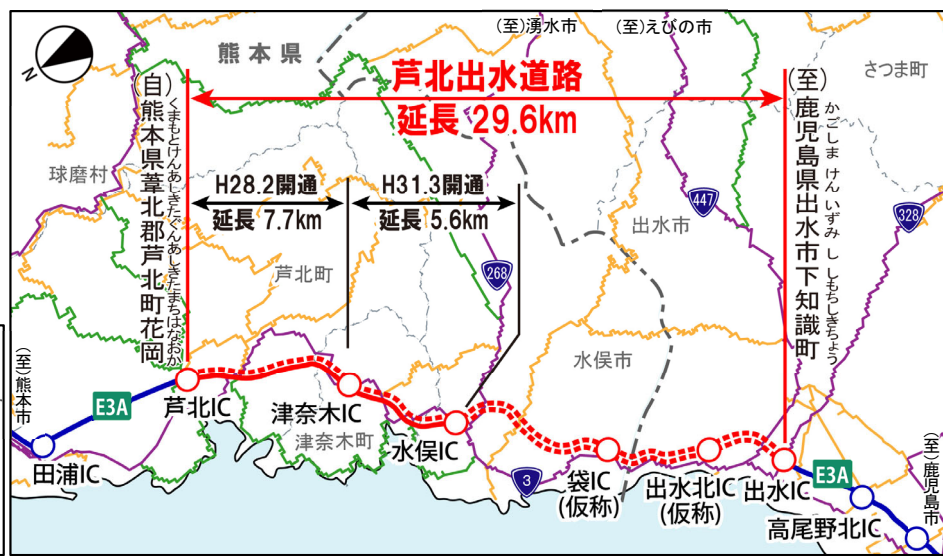 N
熊本県
(至)湧水市
(至)えびの市
さつま町
芦北出水道路
延長 29.6km
(自)熊本県葦北郡芦北町花岡
くまもとけんあしきたぐんあしきたまちはなおか
(至)鹿児島県出水市下知識町
かごしま けん いずみ し しもちしきちょう
球磨村
H28.2開通
延長 7.7km
H31.3開通
延長 5.6km
447
328
出水市
芦北町
268
水俣市
(至)熊本市
E3A
芦北IC
津奈木IC
津奈木町
水俣IC
田浦IC
3
袋IC
(仮称)
出水北IC
(仮称)
出水IC
E3A
高尾野北IC
(至)鹿児島市